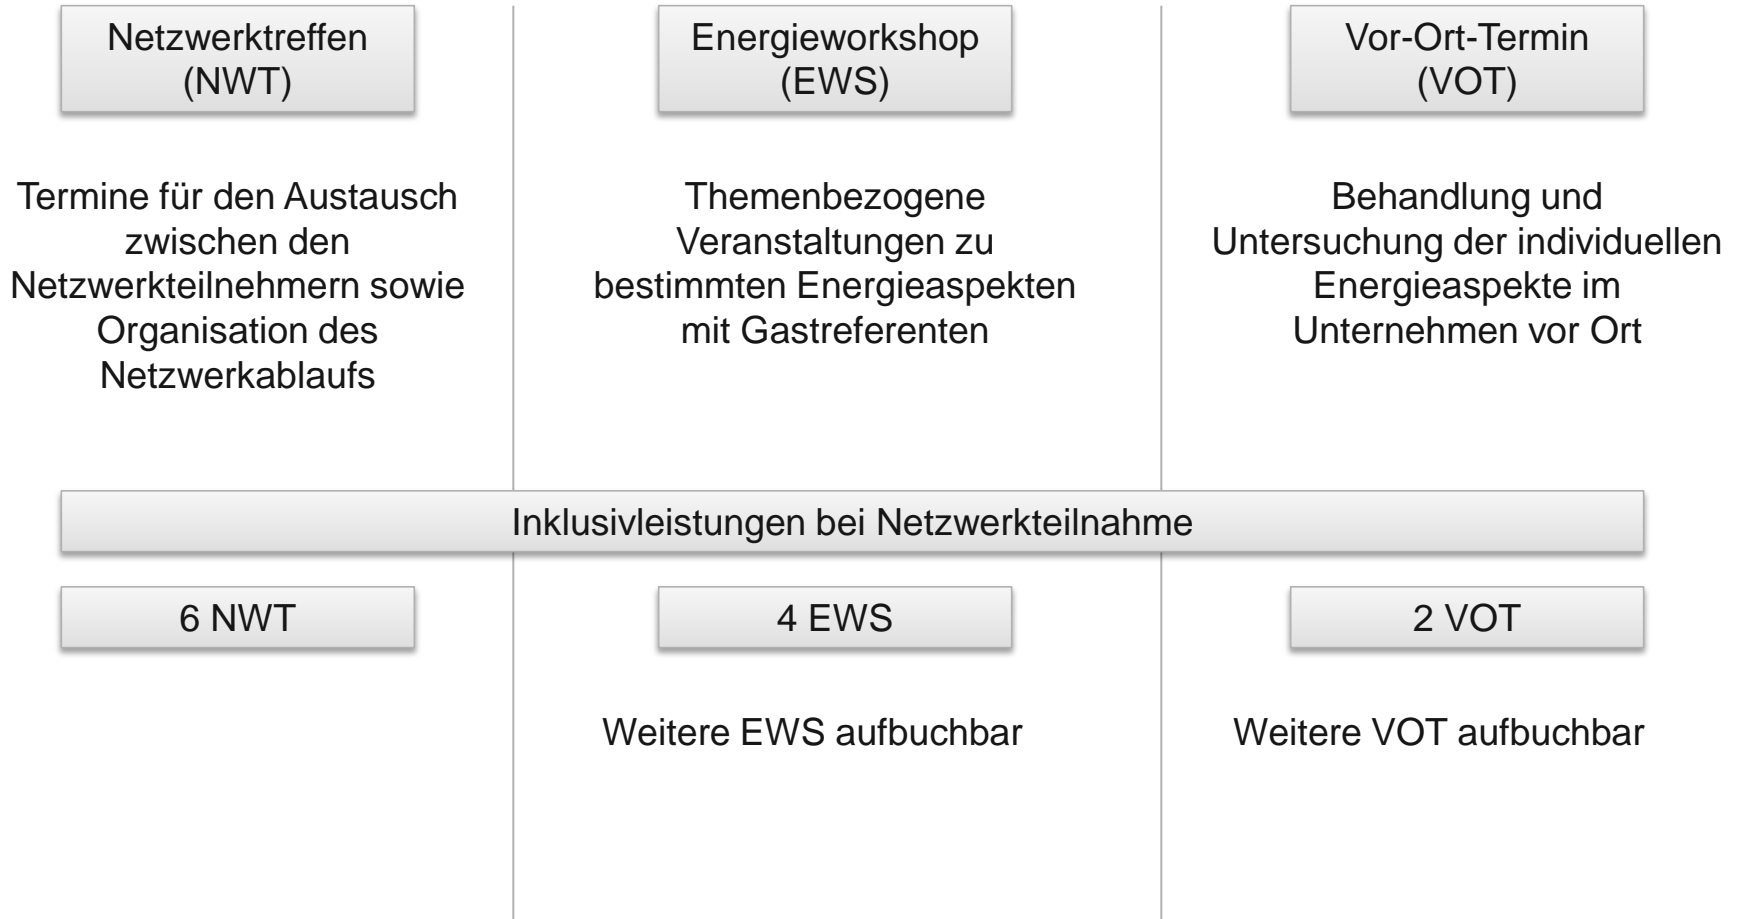 Netzwerktreffen
(NWT)
Termine für den Austausch
zwischen den
Netzwerkteilnehmern sowie
Organisation des
Netzwerkablaufs
Energieworkshop
(EWS)
Themenbezogene
Veranstaltungen zu
bestimmten Energieaspekten
mit Gastreferenten
Vor-Ort-Termin
(VOT)
Behandlung und
Untersuchung der individuellen
Energieaspekte im
Unternehmen vor Ort
Inklusivleistungen bei Netzwerkteilnahme
6 NWT
4 EWS
Weitere EWS aufbuchbar
2 VOT
Weitere VOT aufbuchbar